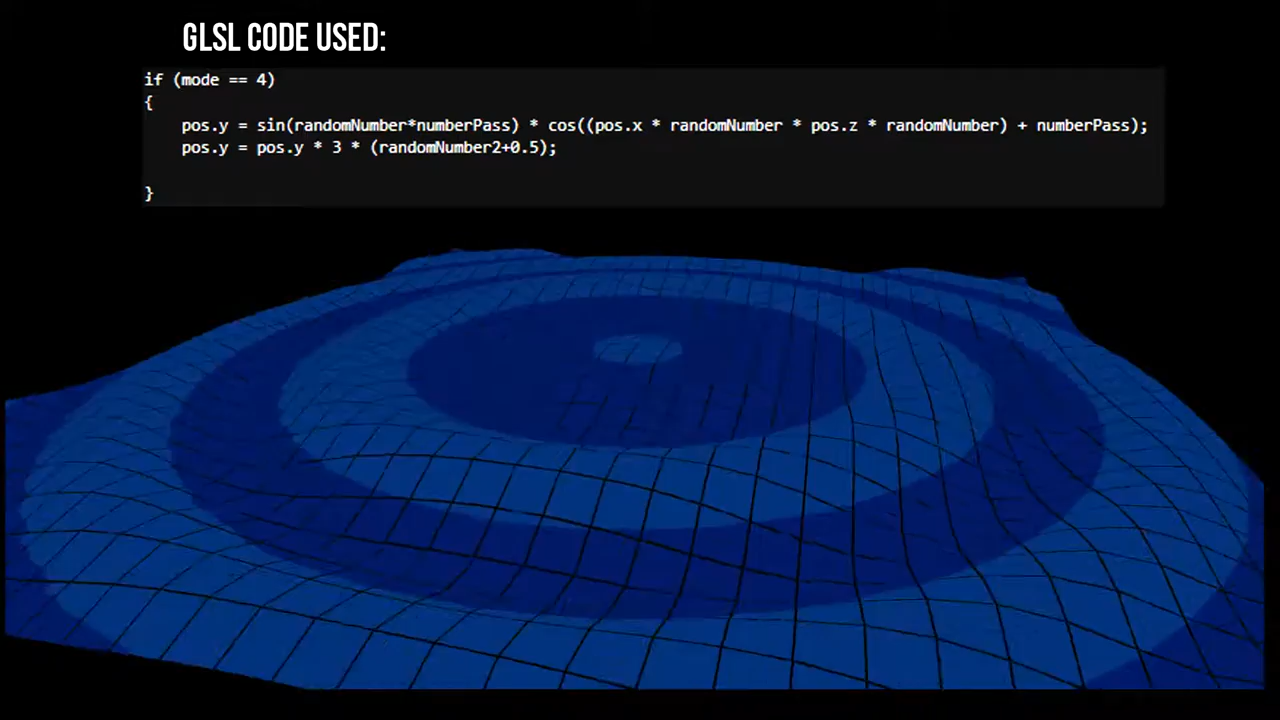 GLSL CODE USED:
if (mode == 4)
{
pos.y = sin(randomNumber*numberPass) * cos((pos.x * randomNumber * pos.z * randomNumber) + numberPass);
pos.y = pos.y * 3 * (randomNumber2+0.5);
}